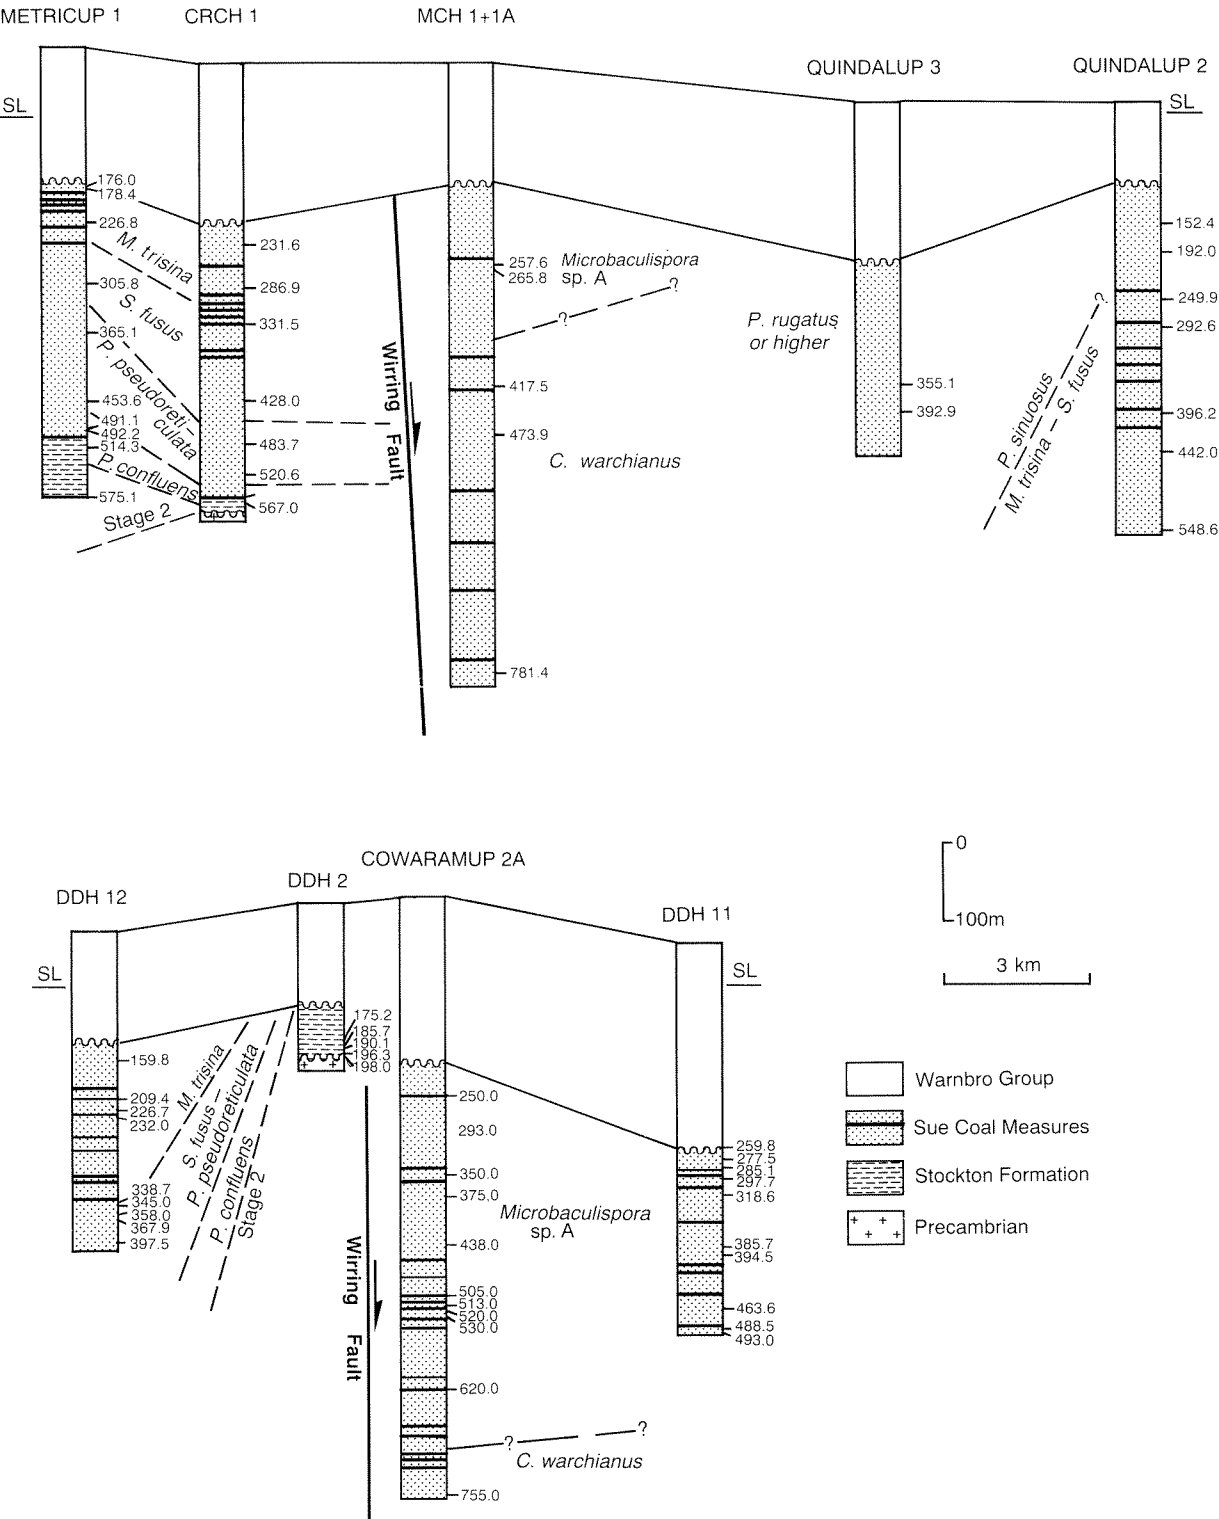 METRICUP 1
CRCH 1
MCH 1+1A
QUINDALUP 3
QUINDALUP 2
SL
SL
176.0
178.4
226.8
305.8
365.1
453.6
491.1
492.2
514.3
575.1
M. trisina
S. fusus
P. pseudoreti-
culata
P. confluens
Stage 2
231.6
286.9
331.5
428.0
483.7
520.6
567.0
Wirring Fault
257.6
265.8
417.5
473.9
781.4
Microbaculispora
sp. A
?
?
C. warchianus
P. rugatus
or higher
355.1
392.9
?
P. sinuosus
M. trisina – S. fusus
152.4
192.0
249.9
292.6
396.2
442.0
548.6
DDH 12
DDH 2
COWARAMUP 2A
DDH 11
SL
SL
159.8
209.4
226.7
232.0
338.7
345.0
358.0
367.9
397.5
M. trisina
S. fusus –
P. pseudoreticulata
P. confluens
Stage 2
175.2
185.7
190.1
196.3
198.0
Wirring Fault
250.0
293.0
350.0
375.0
438.0
505.0
513.0
520.0
530.0
620.0
755.0
Microbaculispora
sp. A
?
?
C. warchianus
259.8
277.5
285.1
297.7
318.6
385.7
394.5
463.6
488.5
493.0
0
100m
3 km
Warnbro Group
Sue Coal Measures
Stockton Formation
Precambrian